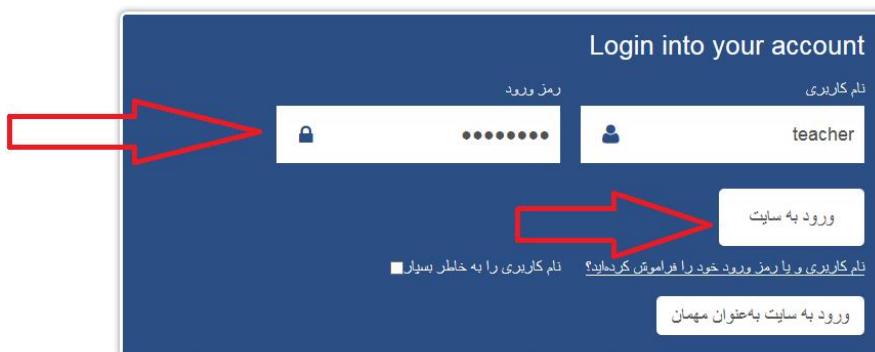 Login into your account
نام کاربری
رمز ورود
teacher
••••••••
ورود به سایت
نام کاربری و یا رمز ورود خود را فراموش کرده‌اید؟
نام کاربری را به خاطر بسپار
ورود به سایت به‌عنوان مهمان